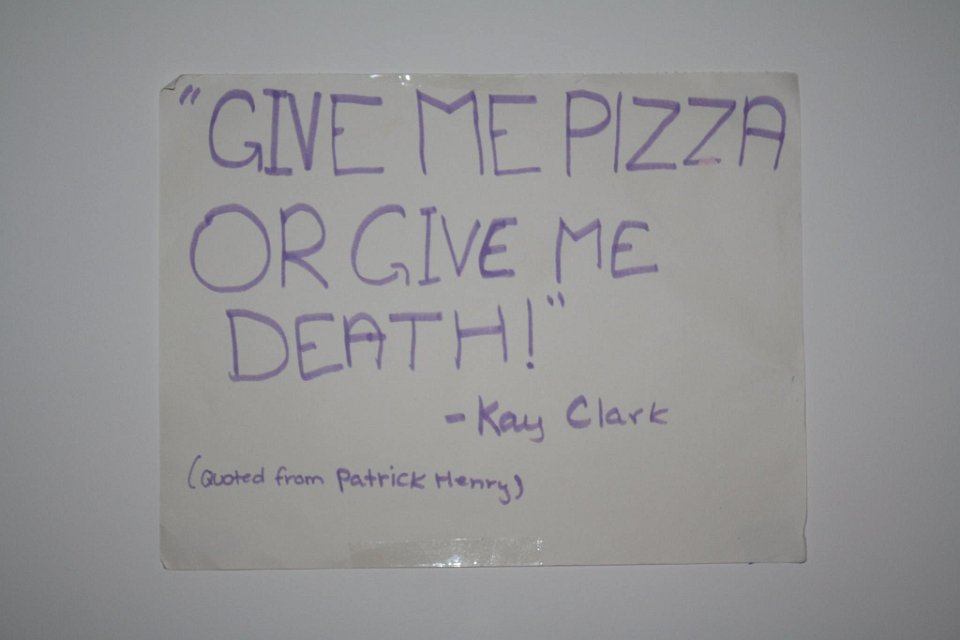 "GIVE ME PIZZA
OR GIVE ME
DEATH!"
-Kay Clark
(Quoted from Patrick Henry)